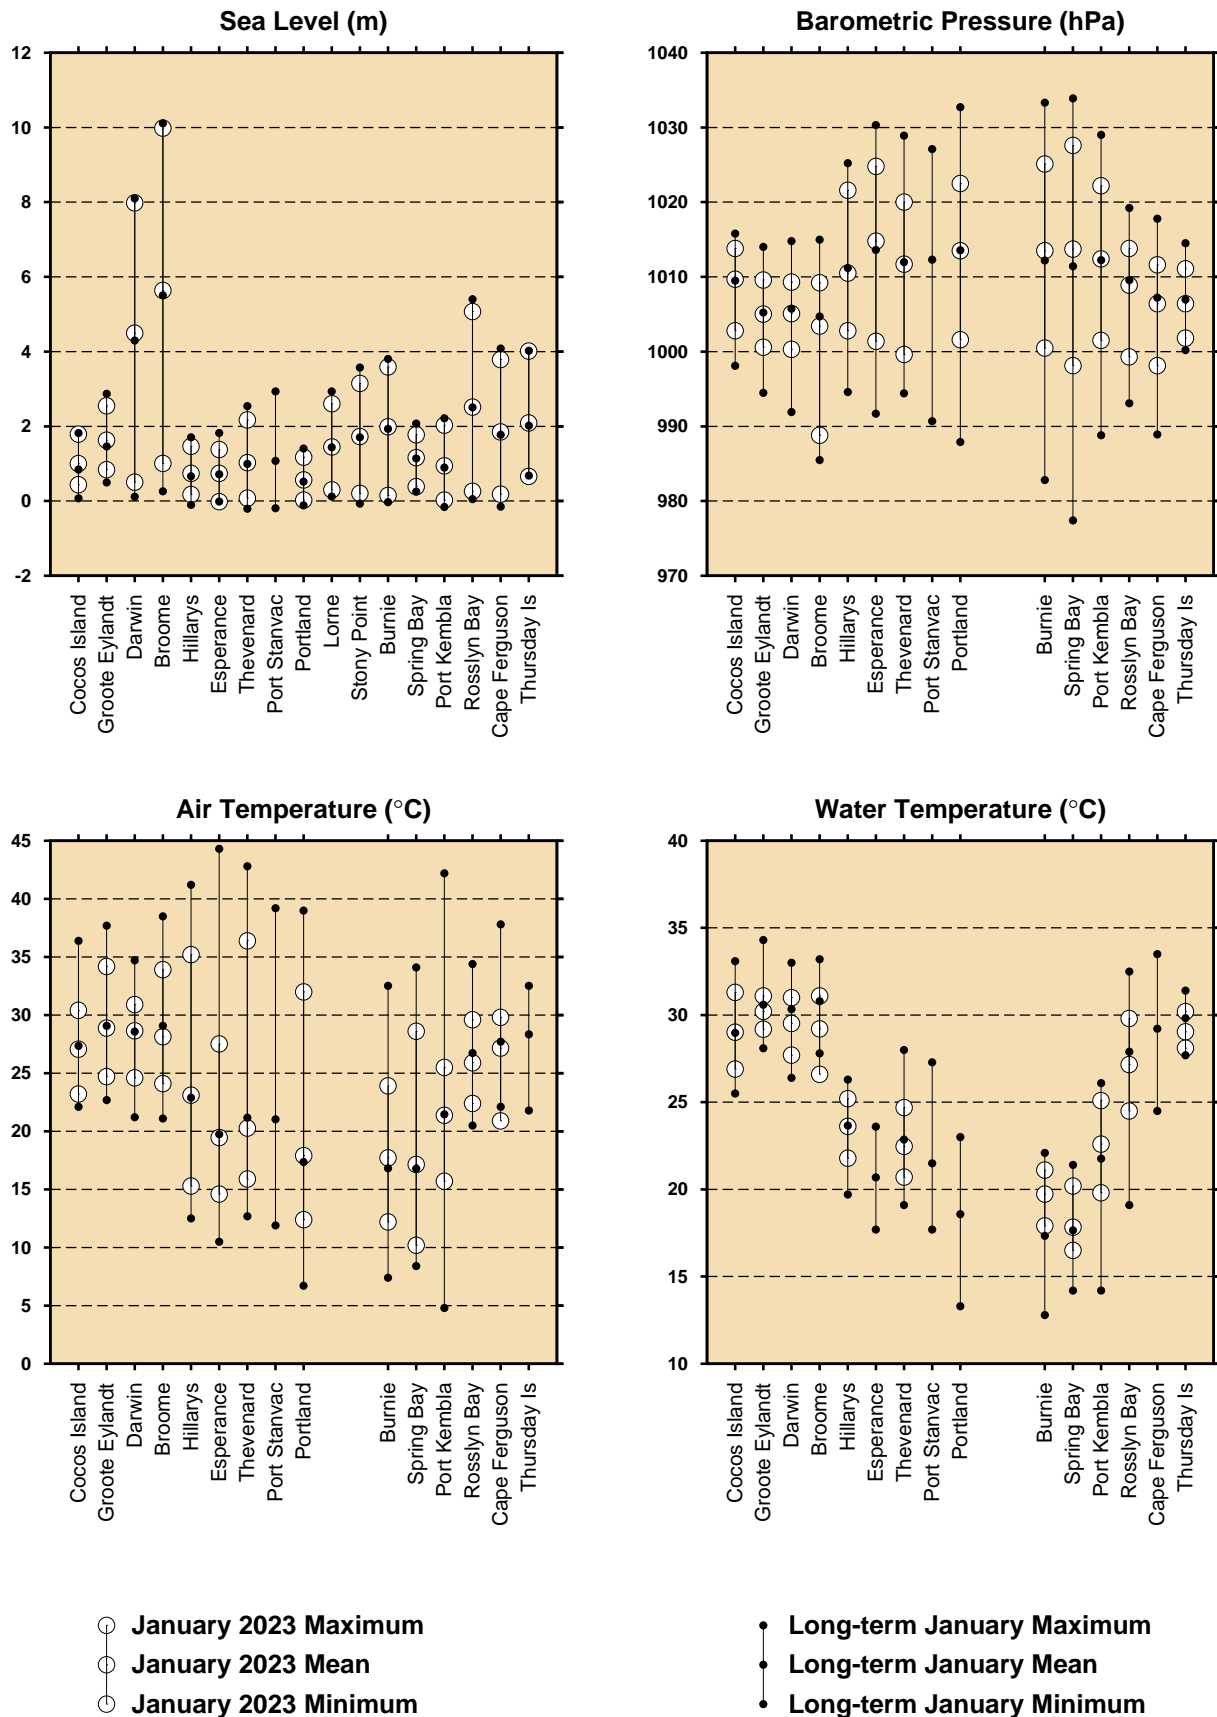 Sea Level (m)
12
10
8
6
4
2
0
-2
Cocos Island
Groote Eylandt
Darwin
Broome
Hillarys
Esperance
Thevenard
Port Stanvac
Portland
Lorne
Stony Point
Burnie
Spring Bay
Port Kembla
Rosslyn Bay
Cape Ferguson
Thursday Is
Barometric Pressure (hPa)
1040
1030
1020
1010
1000
990
980
970
Cocos Island
Groote Eylandt
Darwin
Broome
Hillarys
Esperance
Thevenard
Port Stanvac
Portland
Burnie
Spring Bay
Port Kembla
Rosslyn Bay
Cape Ferguson
Thursday Is
Air Temperature (°C)
45
40
35
30
25
20
15
10
5
0
Cocos Island
Groote Eylandt
Darwin
Broome
Hillarys
Esperance
Thevenard
Port Stanvac
Portland
Burnie
Spring Bay
Port Kembla
Rosslyn Bay
Cape Ferguson
Thursday Is
Water Temperature (°C)
40
35
30
25
20
15
10
Cocos Island
Groote Eylandt
Darwin
Broome
Hillarys
Esperance
Thevenard
Port Stanvac
Portland
Burnie
Spring Bay
Port Kembla
Rosslyn Bay
Cape Ferguson
Thursday Is
January 2023 Maximum
January 2023 Mean
January 2023 Minimum
Long-term January Maximum
Long-term January Mean
Long-term January Minimum